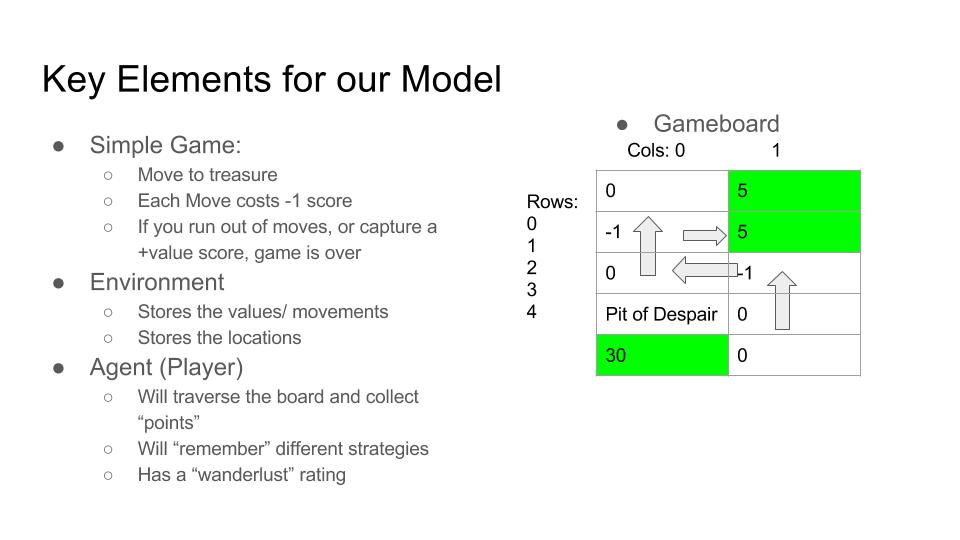 Key Elements for our Model
● Simple Game:
○ Move to treasure
○ Each Move costs -1 score
○ If you run out of moves, or capture a
+value score, game is over
● Environment
○ Stores the values/ movements
○ Stores the locations
● Agent (Player)
○ Will traverse the board and collect
“points”
○ Will “remember” different strategies
○ Has a “wanderlust” rating
● Gameboard
Cols: 0 1
Rows:
0
1
2
3
4
0 5
-1 5
0 -1
Pit of Despair 0
30 0